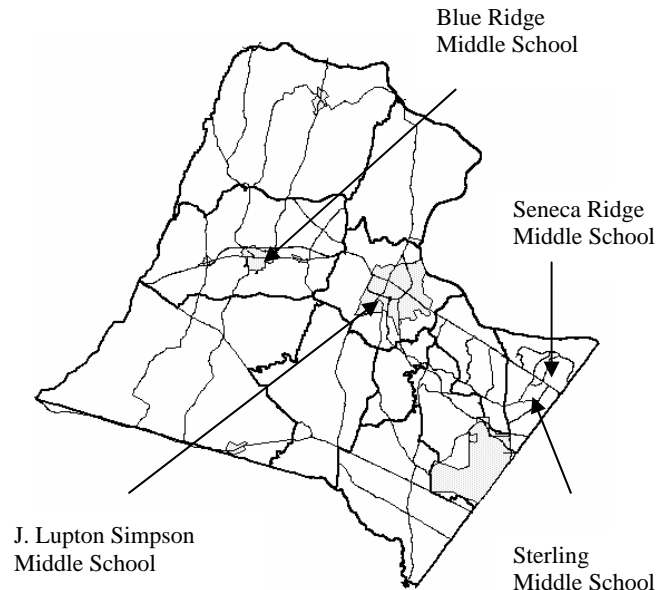 Blue Ridge
Middle School
Seneca Ridge
Middle School
J. Lupton Simpson
Middle School
Sterling
Middle School